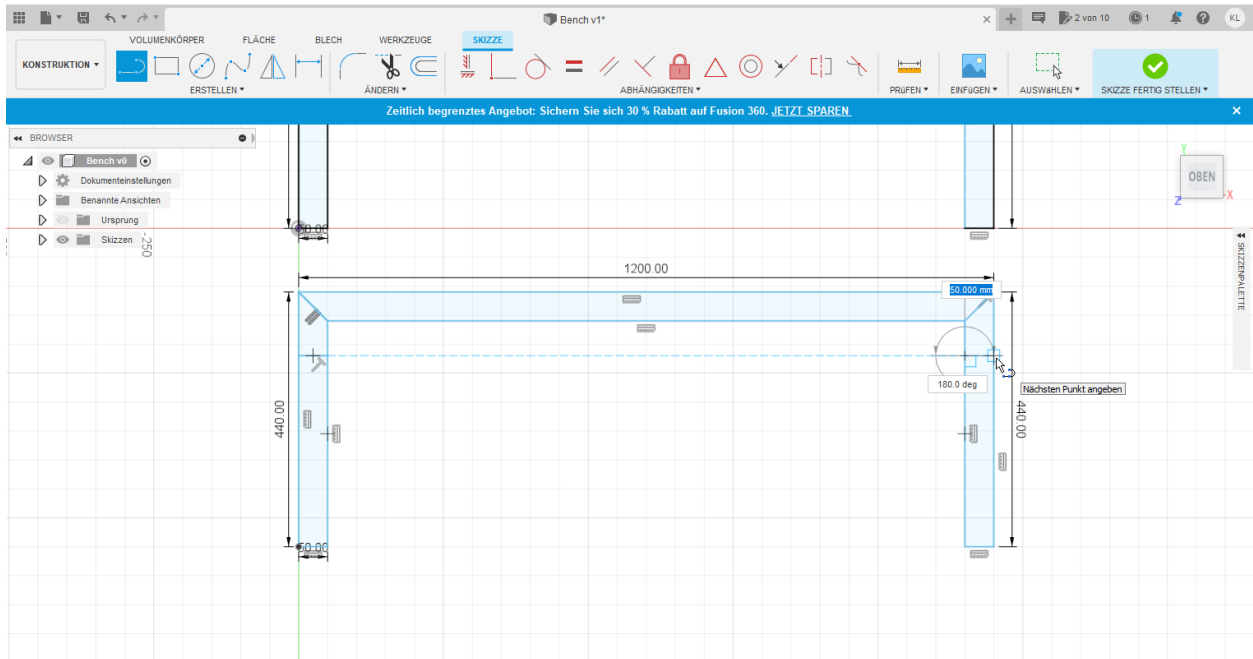 Bench v1*
2 von 10
1
KL
VOLUMENKÖRPER
FLÄCHE
BLECH
WERKZEUGE
SKIZZE
KONSTRUKTION
ERSTELLEN
ÄNDERN
ABHÄNGIGKEITEN
PRüFEN
EINFüGEN
AUSWäHLEN
SKIZZE FERTIG STELLEN
Zeitlich begrenztes Angebot: Sichern Sie sich 30 % Rabatt auf Fusion 360. JETZT SPAREN
BROWSER
Bench v0
Dokumenteinstellungen
Benannte Ansichten
Ursprung
Skizzen
-250
Y
OBEN
Z
X
SKIZZENPALETTE
50.00
1200.00
50.000 mm
180.0 deg
Nächsten Punkt angeben
440.00
440.00
50.00